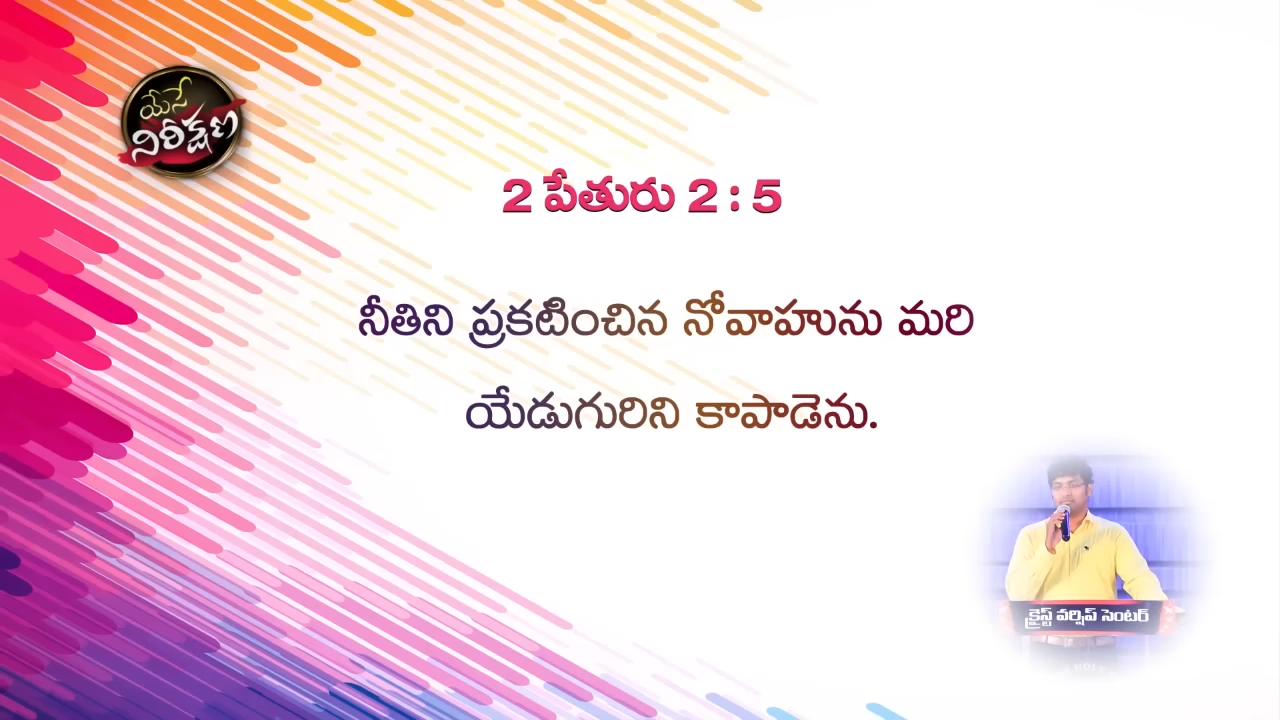 యేసే
నిరీక్షణ
2 పేతురు 2 : 5
నీతిని ప్రకటించిన నోవాహును మరి
యేడుగురిని కాపాడెను.
క్రైస్ట్ వర్షిప్ సెంటర్